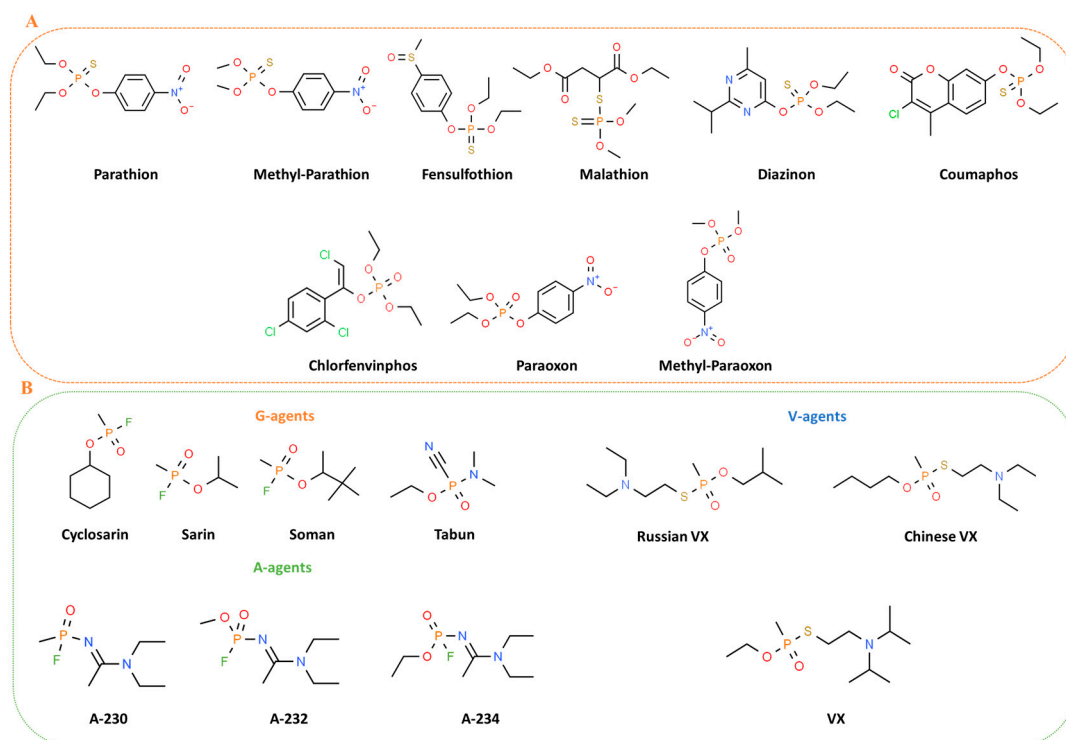 A
Parathion
Methyl-Parathion
Fensulfothion
Malathion
Diazinon
Coumaphos
Chlorfenvinphos
Paraoxon
Methyl-Paraoxon
B
G-agents
V-agents
Cyclosarin
Sarin
Soman
Tabun
Russian VX
Chinese VX
A-agents
A-230
A-232
A-234
VX